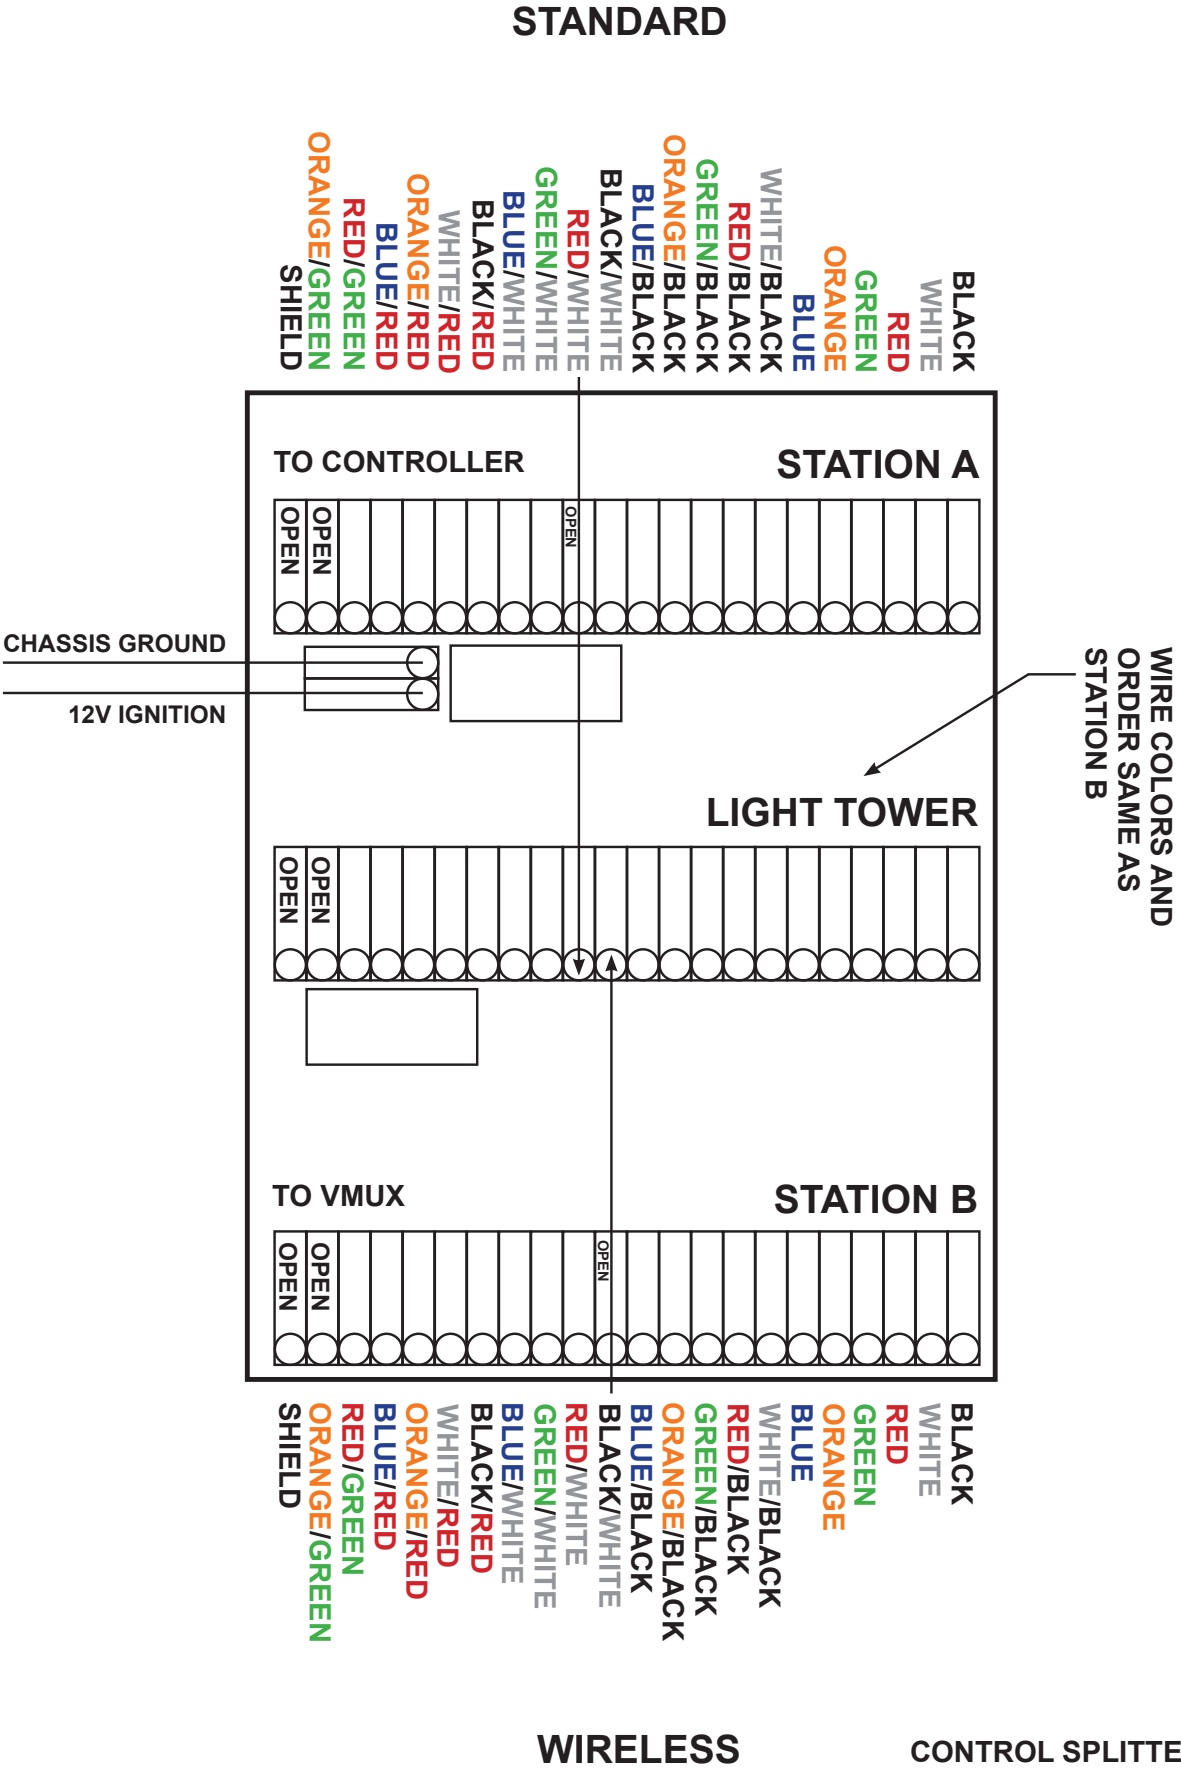 STANDARD
SHIELD
ORANGE/GREEN
RED/GREEN
BLUE/RED
ORANGE/RED
WHITE/RED
BLACK/RED
BLUE/WHITE
GREEN/WHITE
RED/WHITE
BLACK/WHITE
BLUE/BLACK
ORANGE/BLACK
GREEN/BLACK
RED/BLACK
WHITE/BLACK
BLUE
ORANGE
GREEN
RED
WHITE
BLACK
TO CONTROLLER
STATION A
OPEN
OPEN
OPEN
CHASSIS GROUND
12V IGNITION
WIRE COLORS AND
ORDER SAME AS
STATION B
LIGHT TOWER
OPEN
OPEN
TO VMUX
STATION B
OPEN
OPEN
OPEN
SHIELD
ORANGE/GREEN
RED/GREEN
BLUE/RED
ORANGE/RED
WHITE/RED
BLACK/RED
BLUE/WHITE
GREEN/WHITE
RED/WHITE
BLACK/WHITE
BLUE/BLACK
ORANGE/BLACK
GREEN/BLACK
RED/BLACK
WHITE/BLACK
BLUE
ORANGE
GREEN
RED
WHITE
BLACK
WIRELESS
CONTROL SPLITTE